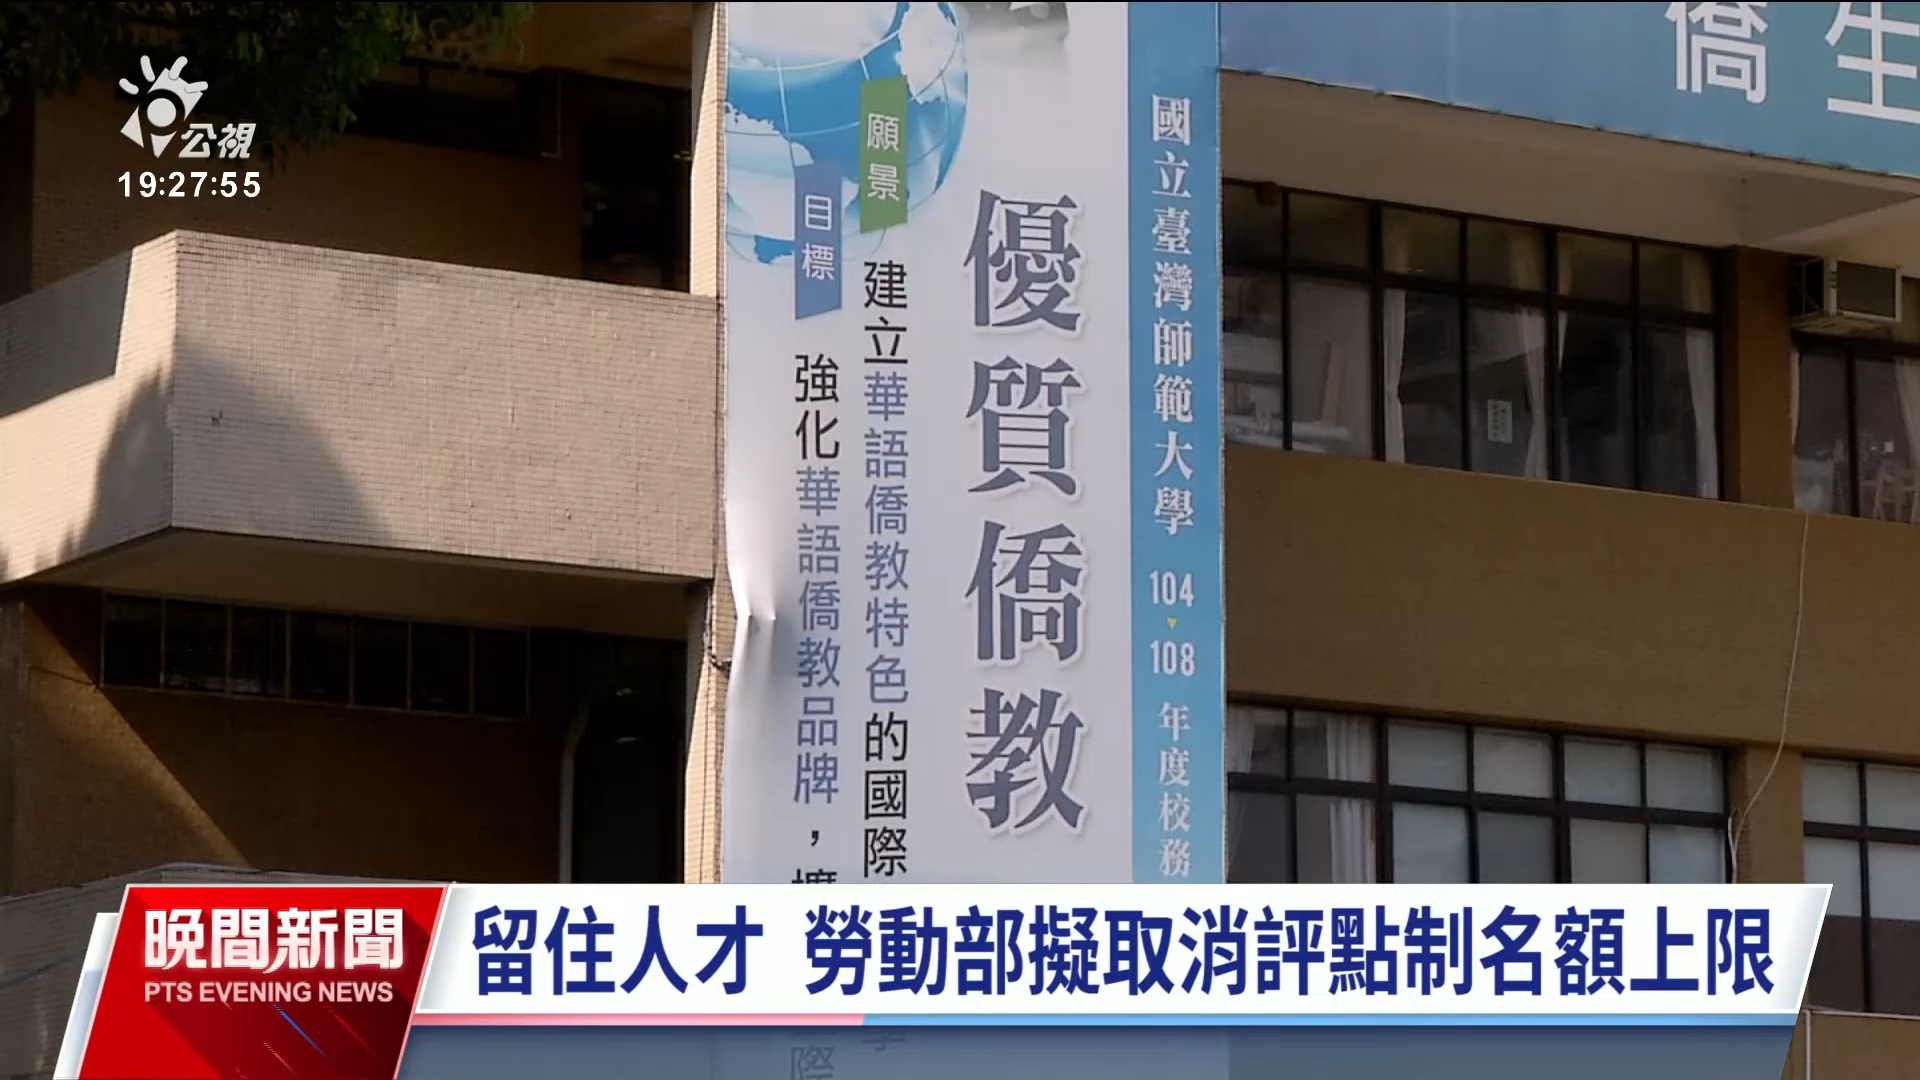 公視
19:27:55
僑生
國立臺灣師範大學 104▼108 年度校務
優質僑教
願景
建立華語僑教特色的國際
目標
強化華語僑教品牌，擴
晚間新聞
PTS EVENING NEWS
留住人才 勞動部擬取消評點制名額上限
際